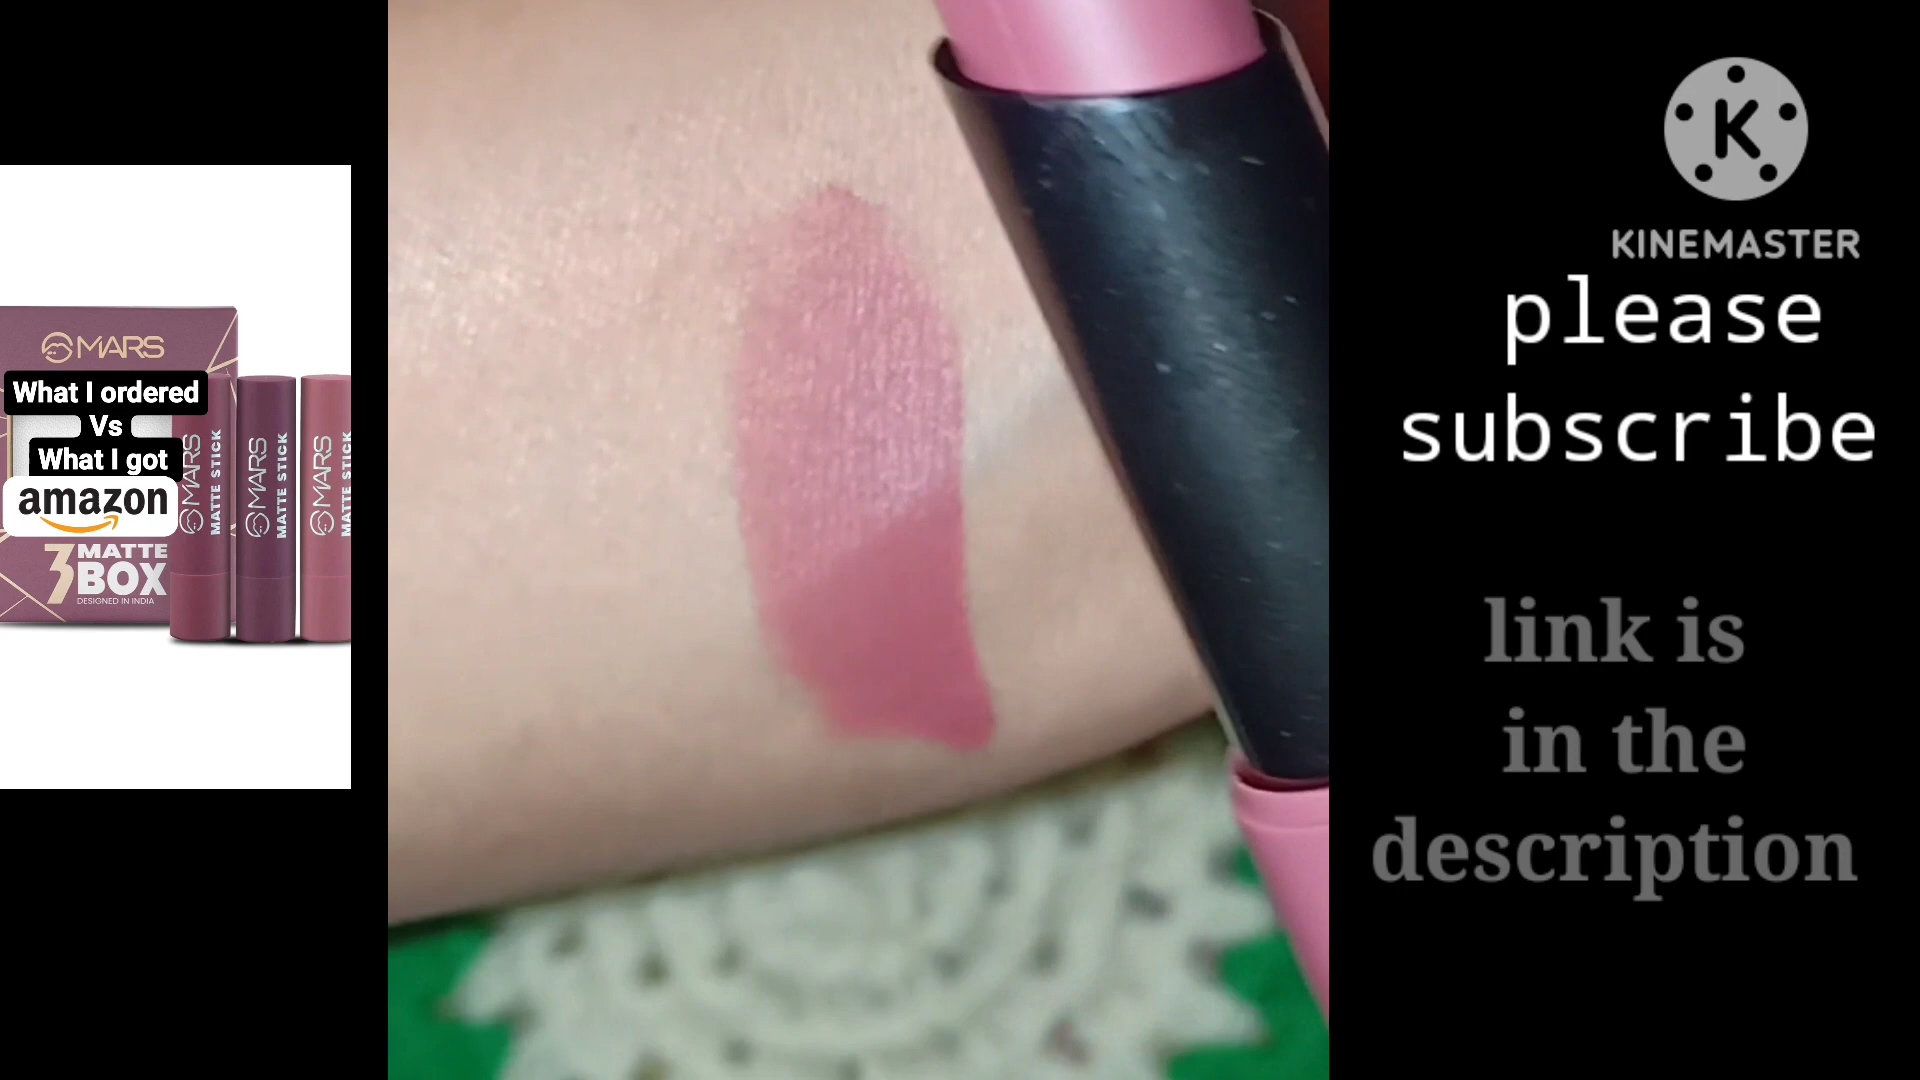 MARS
What I ordered
Vs
What I got
amazon
3 MATTE
BOX
DESIGNED IN INDIA
MARS
MATTE STICK
MARS
MATTE STICK
MARS
MATTE STICK
K
KINEMASTER
please
subscribe
link is
in the
description